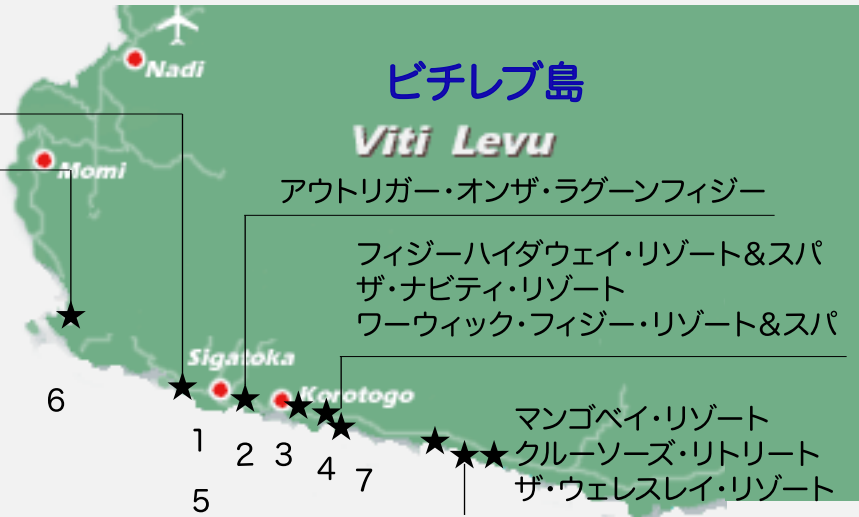 Nadi
ビチレブ島
Viti Levu
Momi
アウトリガー・オンザ・ラグーンフィジー
フィジーハイダウェイ・リゾート&スパ
ザ・ナビティ・リゾート
ワーウィック・フィジー・リゾート&スパ
Sigatoka
Korotogo
6
1
2
3
4
7
5
マンゴベイ・リゾート
クルーソーズ・リトリート
ザ・ウェレスレイ・リゾート